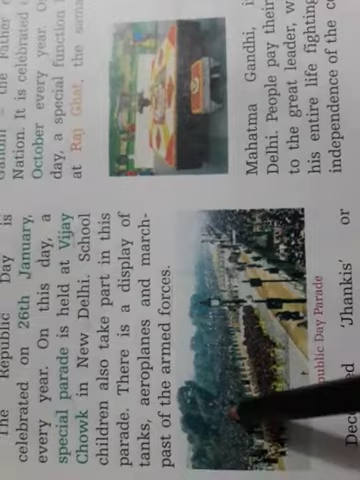 Nation. It is celebrated
October every year.
day, a special function
at Raj Ghat, the
Mahatma Gandhi,
Delhi. People pay their
to the great leader,
his entire life fighting
independence of the
The Republic Day is
celebrated on 26th January,
every year. On this day, a
special parade is held at Vijay
Chowk in New Delhi. School
children also take part in this
parade. There is a display of
tanks, aeroplanes and march-
past of the armed forces.
Day Parade
'Jhankis' or